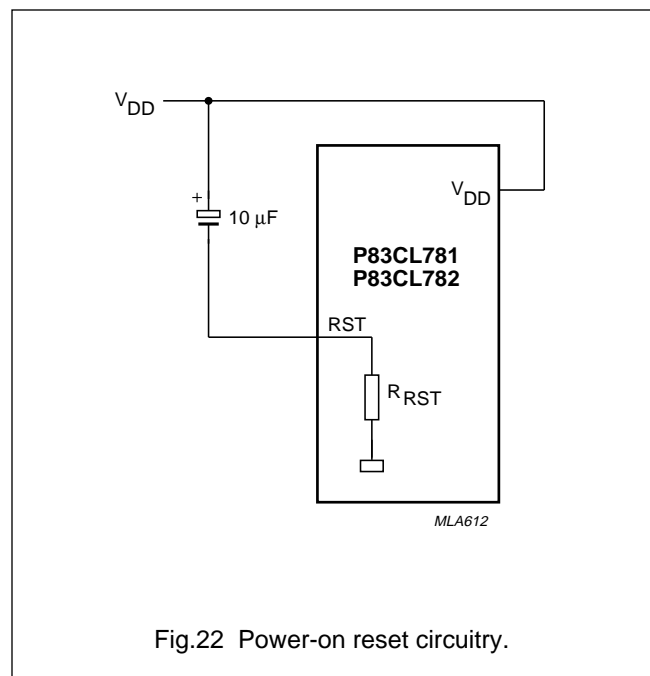 VDD
VDD
+
10 μF
P83CL781
P83CL782
RST
RRST
MLA612
Fig.22 Power-on reset circuitry.